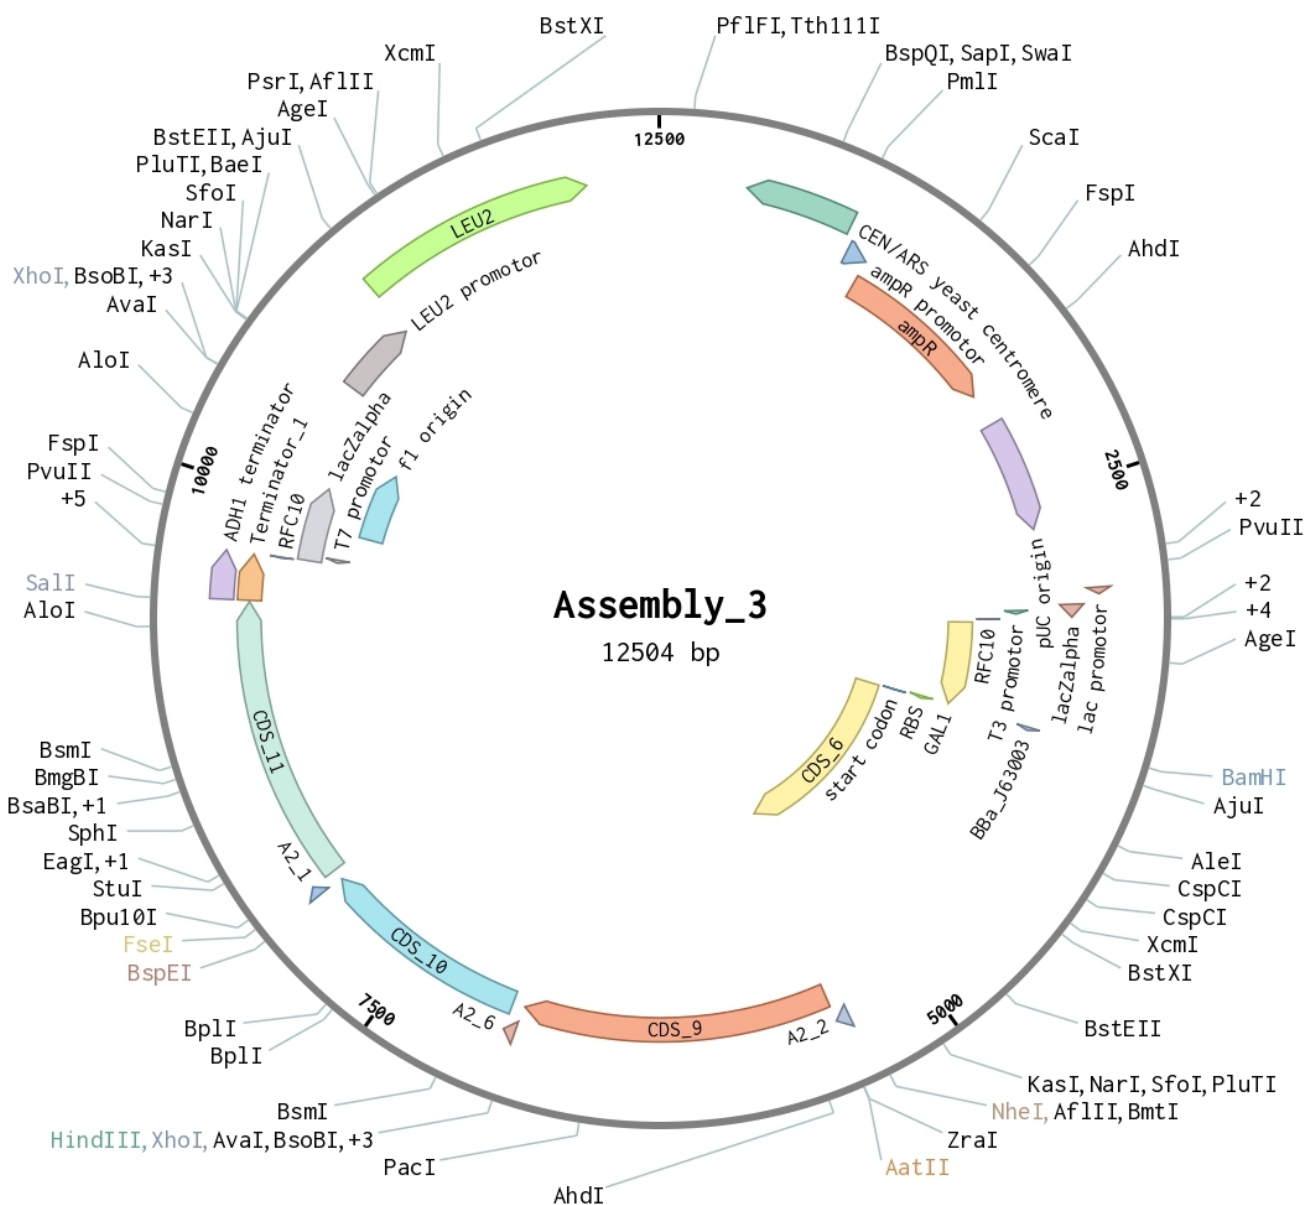 BstXI
PflFI, Tth111I
XcmI
BspQI, SapI, SwaI
PsrI, AflII
PmlI
AgeI
BstEII, AjuI
ScaI
PluTI, BaeI
SfoI
FspI
NarI
KasI
AhdI
XhoI, BsoBI, +3
AvaI
AloI
FspI
PvuII
+5
SalI
AloI
BsmI
BmgBI
BsaBI, +1
SphI
EagI, +1
StuI
Bpu10I
FseI
BspEI
BplI
BplI
BsmI
HindIII, XhoI, AvaI, BsoBI, +3
PacI
AhdI
+2
PvuII
+2
+4
AgeI
BamHI
AjuI
AleI
CspCI
CspCI
XcmI
BstXI
BstEII
KasI, NarI, SfoI, PluTI
NheI, AflII, BmtI
ZraI
AatII
12500
2500
5000
7500
10000
LEU2
LEU2 promotor
CEN/ARS yeast centromere
ampR promotor
ampR
pUC origin
lac promotor
lacZalpha
T3 promotor
RFC10
BBa_J63003
GAL1
RBS
start codon
CDS_6
A2_2
CDS_9
A2_6
CDS_10
A2_1
CDS_11
ADH1 terminator
Terminator_1
RFC10
lacZalpha
T7 promotor
f1 origin
Assembly_3
12504 bp